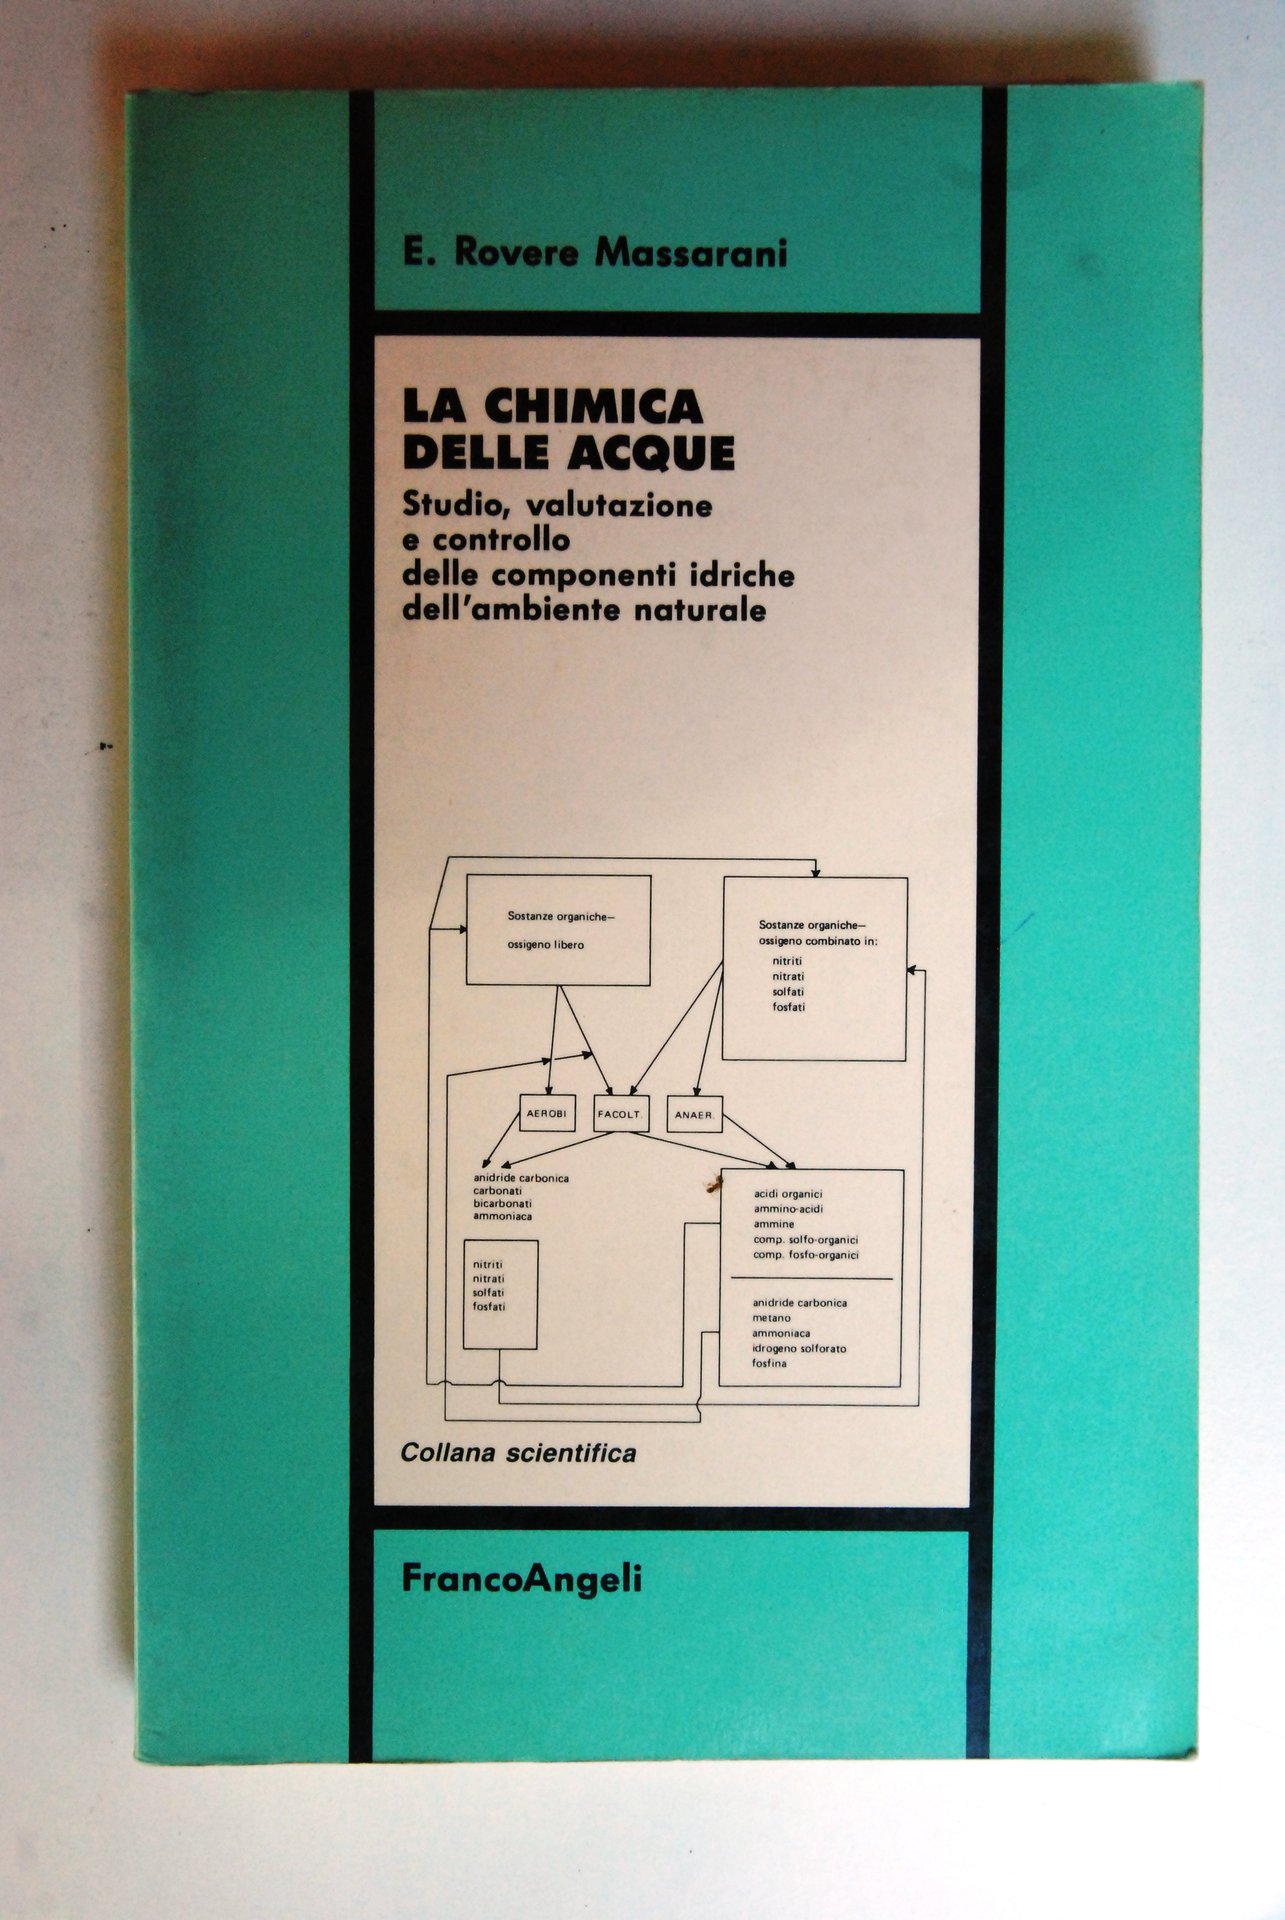 E. Rovere Massarani
LA CHIMICA
DELLE ACQUE
Studio, valutazione
e controllo
delle componenti idriche
dell'ambiente naturale
Sostanze organiche—
ossigeno libero
Sostanze organiche—
ossigeno combinato in:
nitriti
nitrati
solfati
fosfati
AEROBI
FACOLT.
ANAER.
anidride carbonica
carbonati
bicarbonati
ammoniaca
nitriti
nitrati
solfati
fosfati
acidi organici
ammino-acidi
ammine
comp. solfo-organici
comp. fosfo-organici
anidride carbonica
metano
ammoniaca
idrogeno solforato
fosfina
Collana scientifica
FrancoAngeli